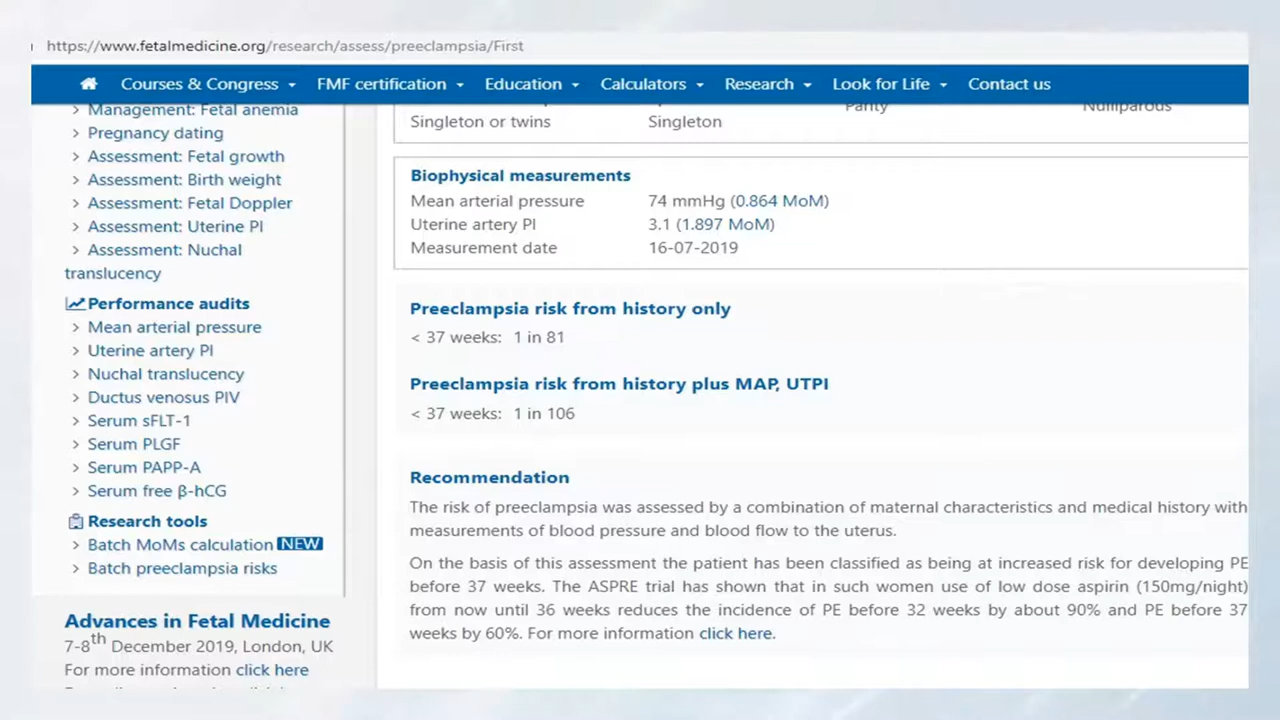 https://www.fetalmedicine.org/research/assess/preeclampsia/First
Courses & Congress FMF certification Education Calculators Research Look for Life Contact us
> Management: Fetal anemia
> Pregnancy dating
> Assessment: Fetal growth
> Assessment: Birth weight
> Assessment: Fetal Doppler
> Assessment: Uterine PI
> Assessment: Nuchal
translucency
Performance audits
> Mean arterial pressure
> Uterine artery PI
> Nuchal translucency
> Ductus venosus PIV
> Serum sFLT-1
> Serum PLGF
> Serum PAPP-A
> Serum free β-hCG
Research tools
> Batch MoMs calculation NEW
> Batch preeclampsia risks
Advances in Fetal Medicine
7-8th December 2019, London, UK
For more information click here
Parity Nulliparous
Singleton or twins Singleton
Biophysical measurements
Mean arterial pressure 74 mmHg (0.864 MoM)
Uterine artery PI 3.1 (1.897 MoM)
Measurement date 16-07-2019
Preeclampsia risk from history only
< 37 weeks: 1 in 81
Preeclampsia risk from history plus MAP, UTPI
< 37 weeks: 1 in 106
Recommendation
The risk of preeclampsia was assessed by a combination of maternal characteristics and medical history with
measurements of blood pressure and blood flow to the uterus.
On the basis of this assessment the patient has been classified as being at increased risk for developing PE
before 37 weeks. The ASPRE trial has shown that in such women use of low dose aspirin (150mg/night)
from now until 36 weeks reduces the incidence of PE before 32 weeks by about 90% and PE before 37
weeks by 60%. For more information click here.